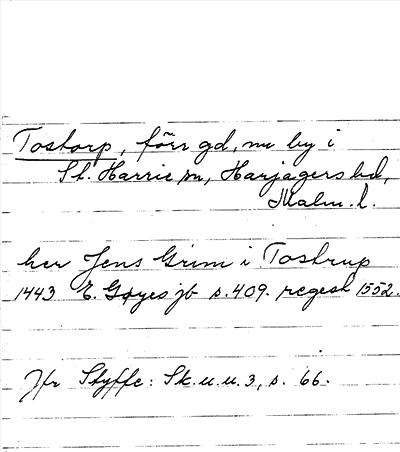 Tostorp, förr gd, nu by i
St. Harrie sn, Harjagers hd,
Malm. l.
her Jens Grim i Tostrup
1443 E. Gøyes jb s. 409. regest 1552.
Jfr Styffe: Sk. u. u. 3, s. 66.